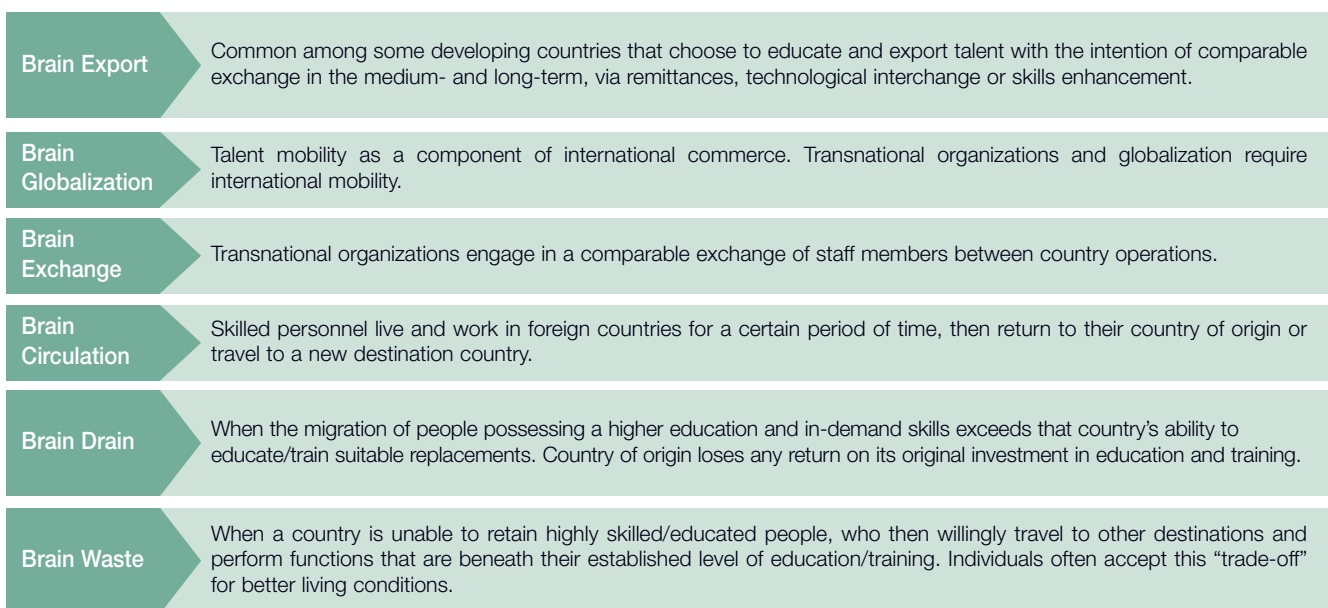 Brain Export
Common among some developing countries that choose to educate and export talent with the intention of comparable
exchange in the medium- and long-term, via remittances, technological interchange or skills enhancement.
Brain
Globalization
Talent mobility as a component of international commerce. Transnational organizations and globalization require
international mobility.
Brain
Exchange
Transnational organizations engage in a comparable exchange of staff members between country operations.
Brain
Circulation
Skilled personnel live and work in foreign countries for a certain period of time, then return to their country of origin or
travel to a new destination country.
Brain Drain
When the migration of people possessing a higher education and in-demand skills exceeds that country’s ability to
educate/train suitable replacements. Country of origin loses any return on its original investment in education and training.
Brain Waste
When a country is unable to retain highly skilled/educated people, who then willingly travel to other destinations and
perform functions that are beneath their established level of education/training. Individuals often accept this “trade-off”
for better living conditions.